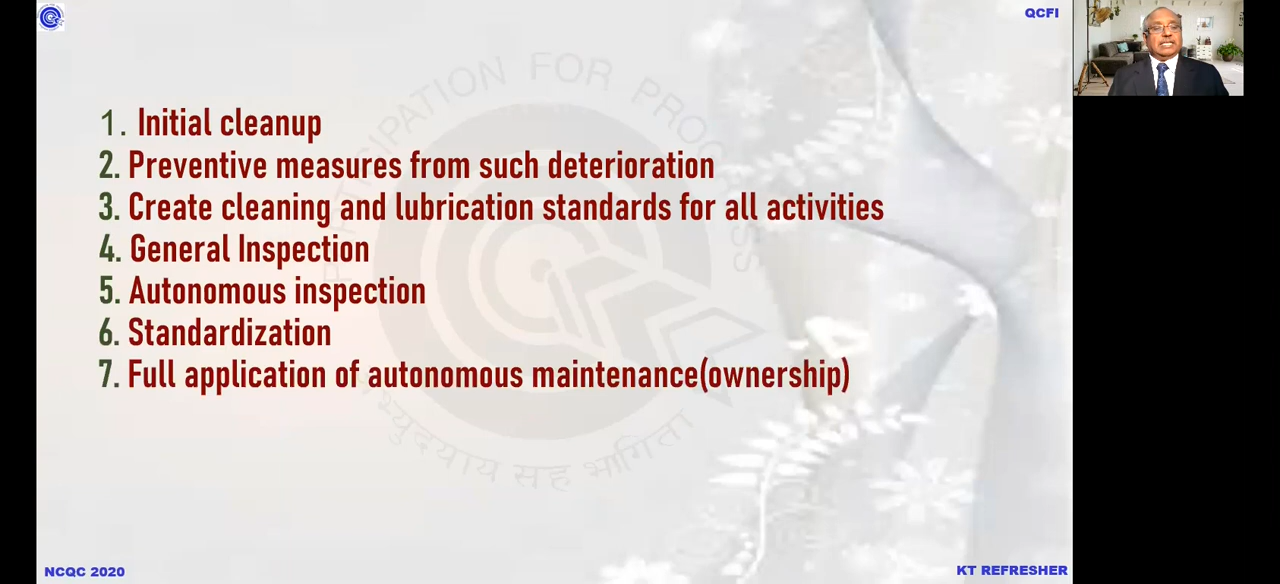 QCFI
1. Initial cleanup
2. Preventive measures from such deterioration
3. Create cleaning and lubrication standards for all activities
4. General Inspection
5. Autonomous inspection
6. Standardization
7. Full application of autonomous maintenance(ownership)
FOR
सह भागिता
NCQC 2020
KT REFRESHER